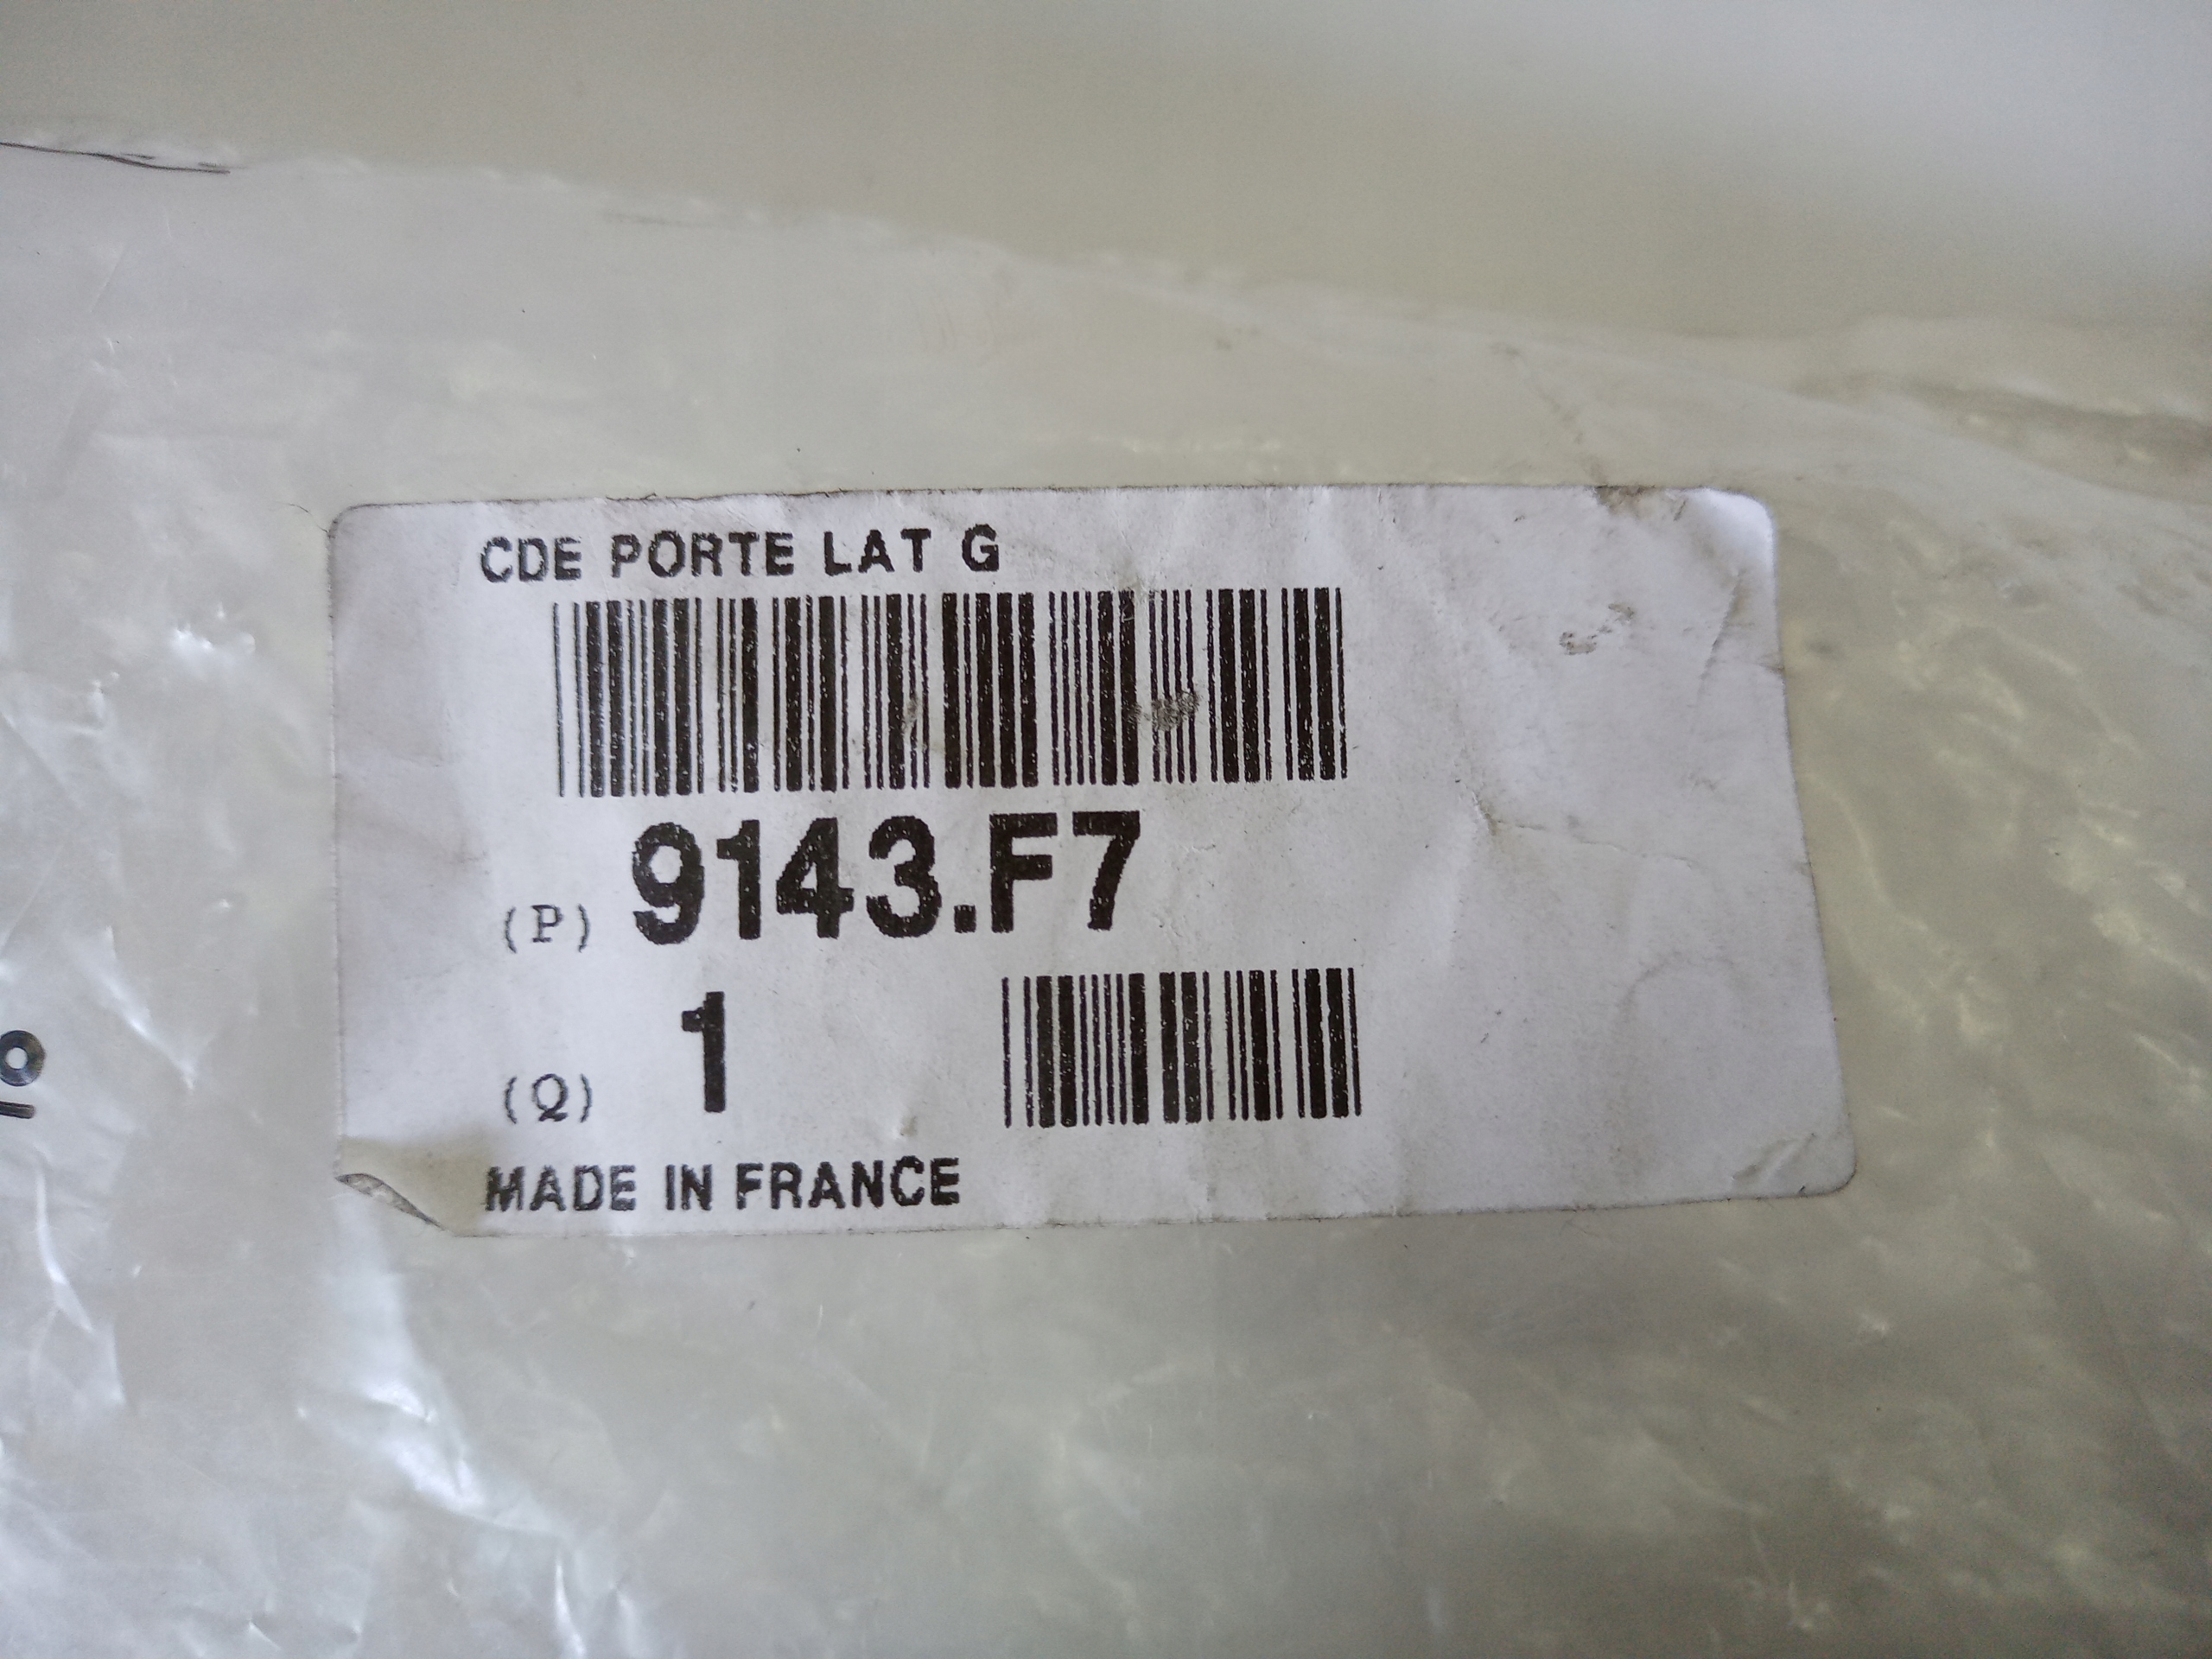 CDE PORTE LAT G
(P) 9143.F7
(Q) 1
MADE IN FRANCE